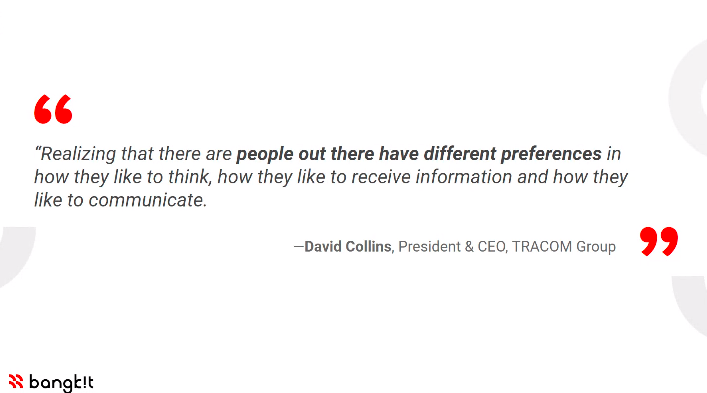 “Realizing that there are people out there have different preferences in
how they like to think, how they like to receive information and how they
like to communicate.
—David Collins, President & CEO, TRACOM Group
bangk!t